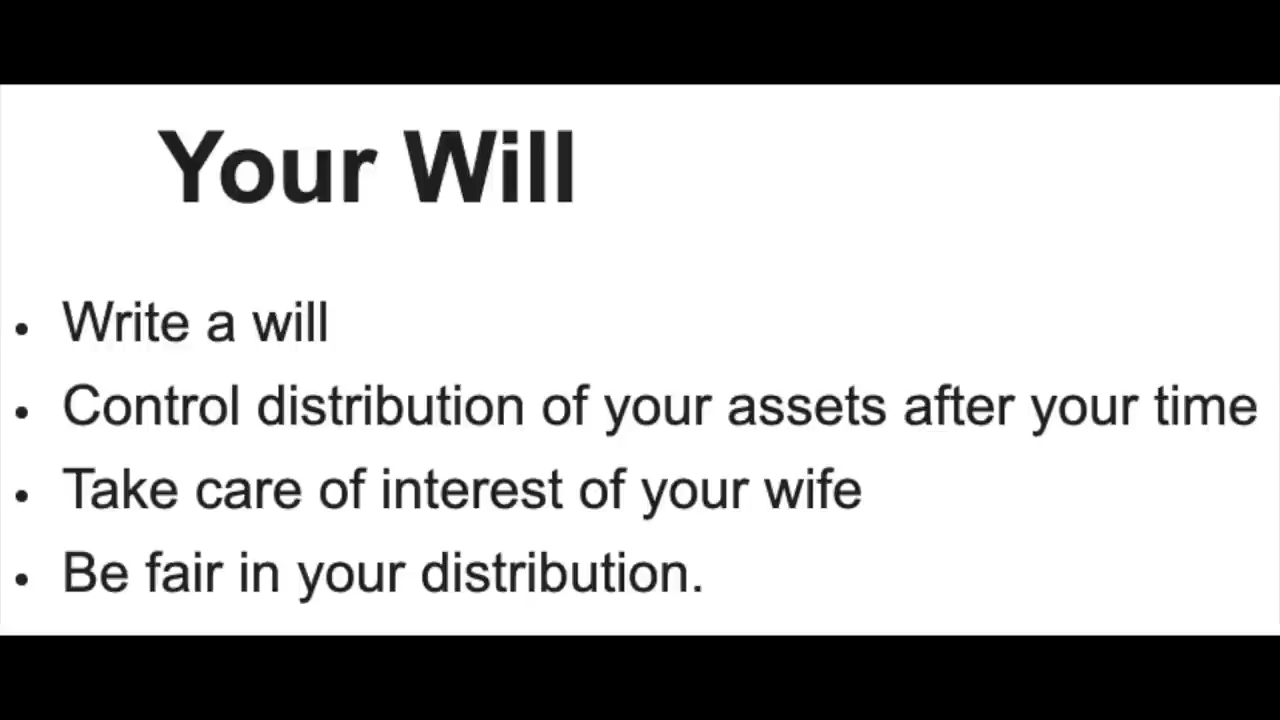 Your Will
• Write a will
• Control distribution of your assets after your time
• Take care of interest of your wife
• Be fair in your distribution.